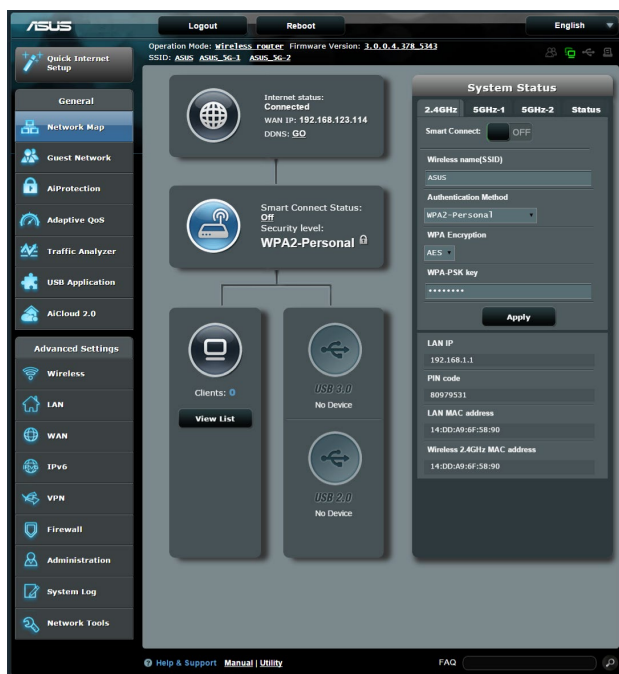 ASUS
Logout
Reboot
English
Quick Internet
Setup
Operation Mode: Wireless router Firmware Version: 3.0.0.4.378_5343
SSID: ASUS ASUS_5G-1 ASUS_5G-2
General
Network Map
Guest Network
AiProtection
Adaptive QoS
Traffic Analyzer
USB Application
AiCloud 2.0
Advanced Settings
Wireless
LAN
WAN
IPv6
VPN
Firewall
Administration
System Log
Network Tools
Internet status:
Connected
WAN IP: 192.168.123.114
DDNS: GO
Smart Connect Status:
Off
Security level:
WPA2-Personal
Clients: 0
View List
USB 3.0
No Device
USB 2.0
No Device
System Status
2.4GHz 5GHz-1 5GHz-2 Status
Smart Connect: OFF
Wireless name(SSID)
ASUS
Authentication Method
WPA2-Personal
WPA Encryption
AES
WPA-PSK key
••••••••
Apply
LAN IP
192.168.1.1
PIN code
80979531
LAN MAC address
14:DD:A9:6F:58:90
Wireless 2.4GHz MAC address
14:DD:A9:6F:58:90
Help & Support Manual | Utility
FAQ